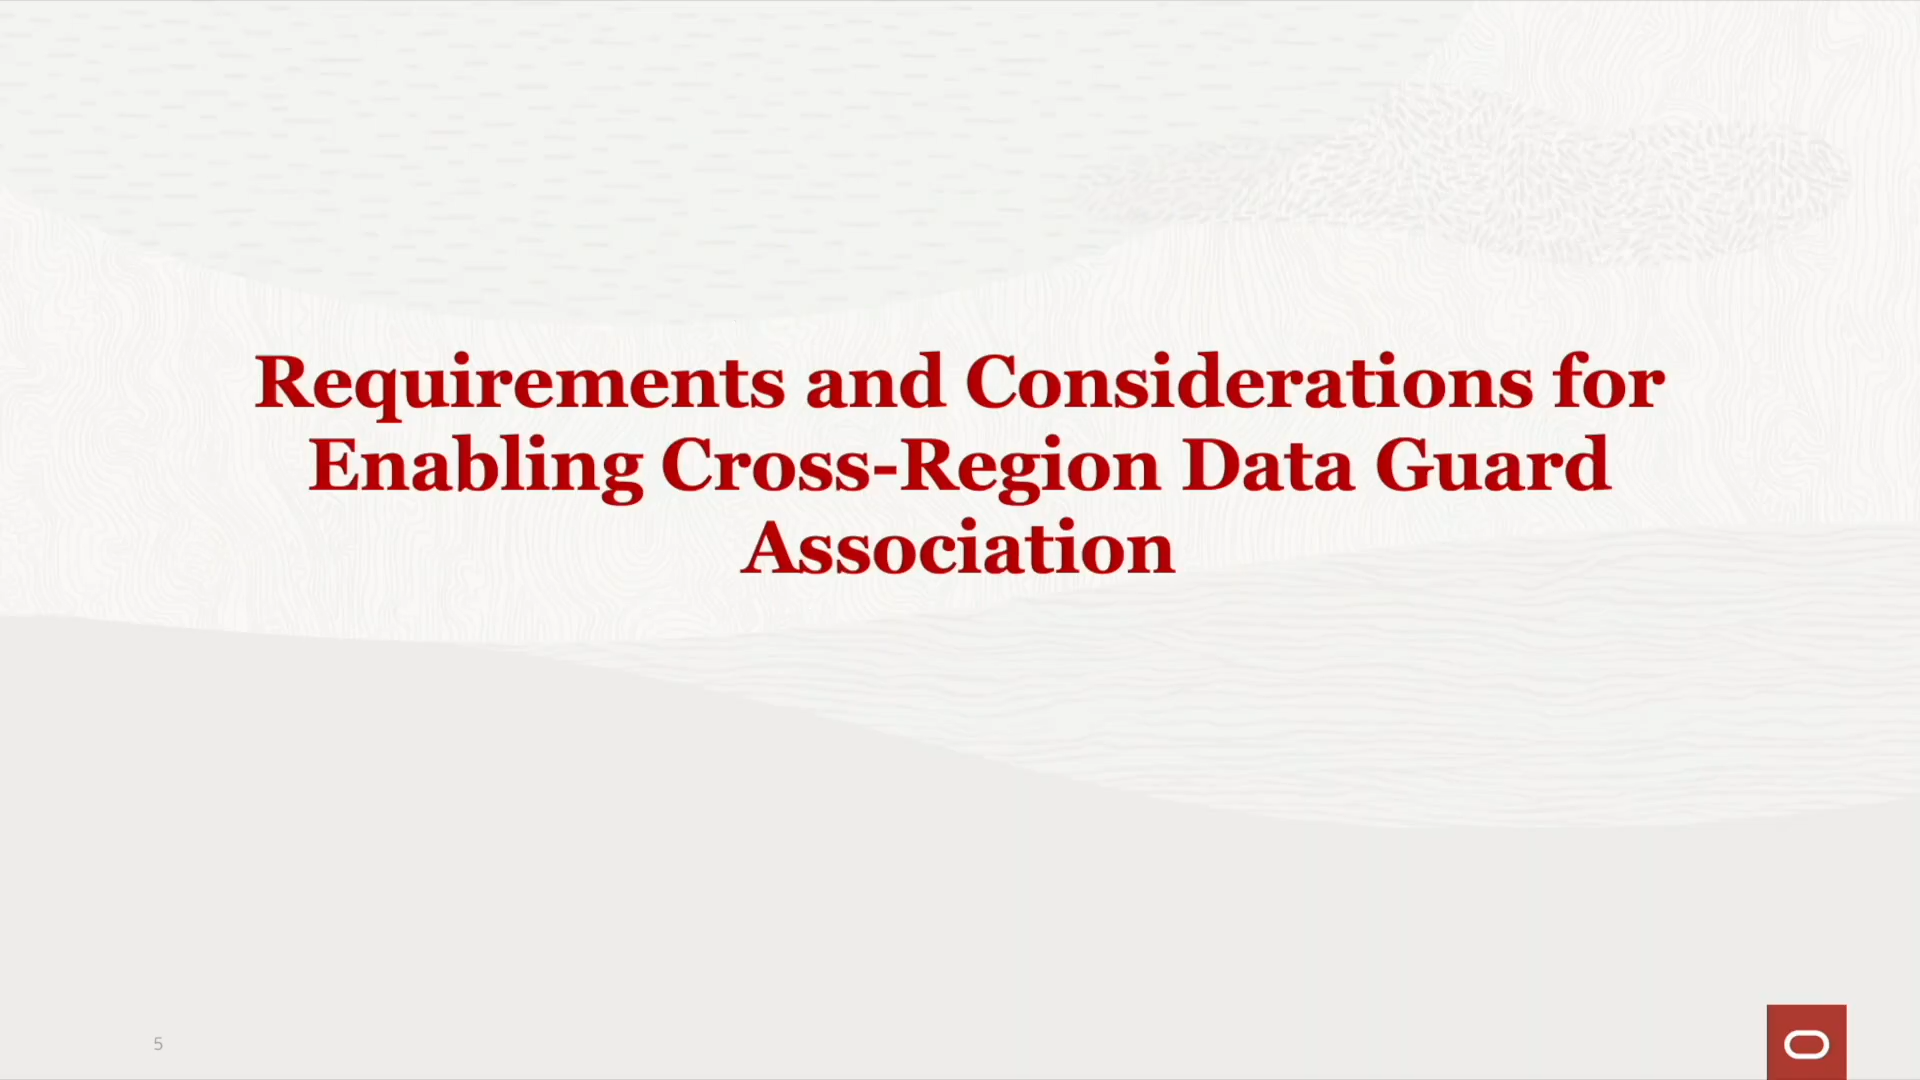 Requirements and Considerations for
Enabling Cross-Region Data Guard
Association
5